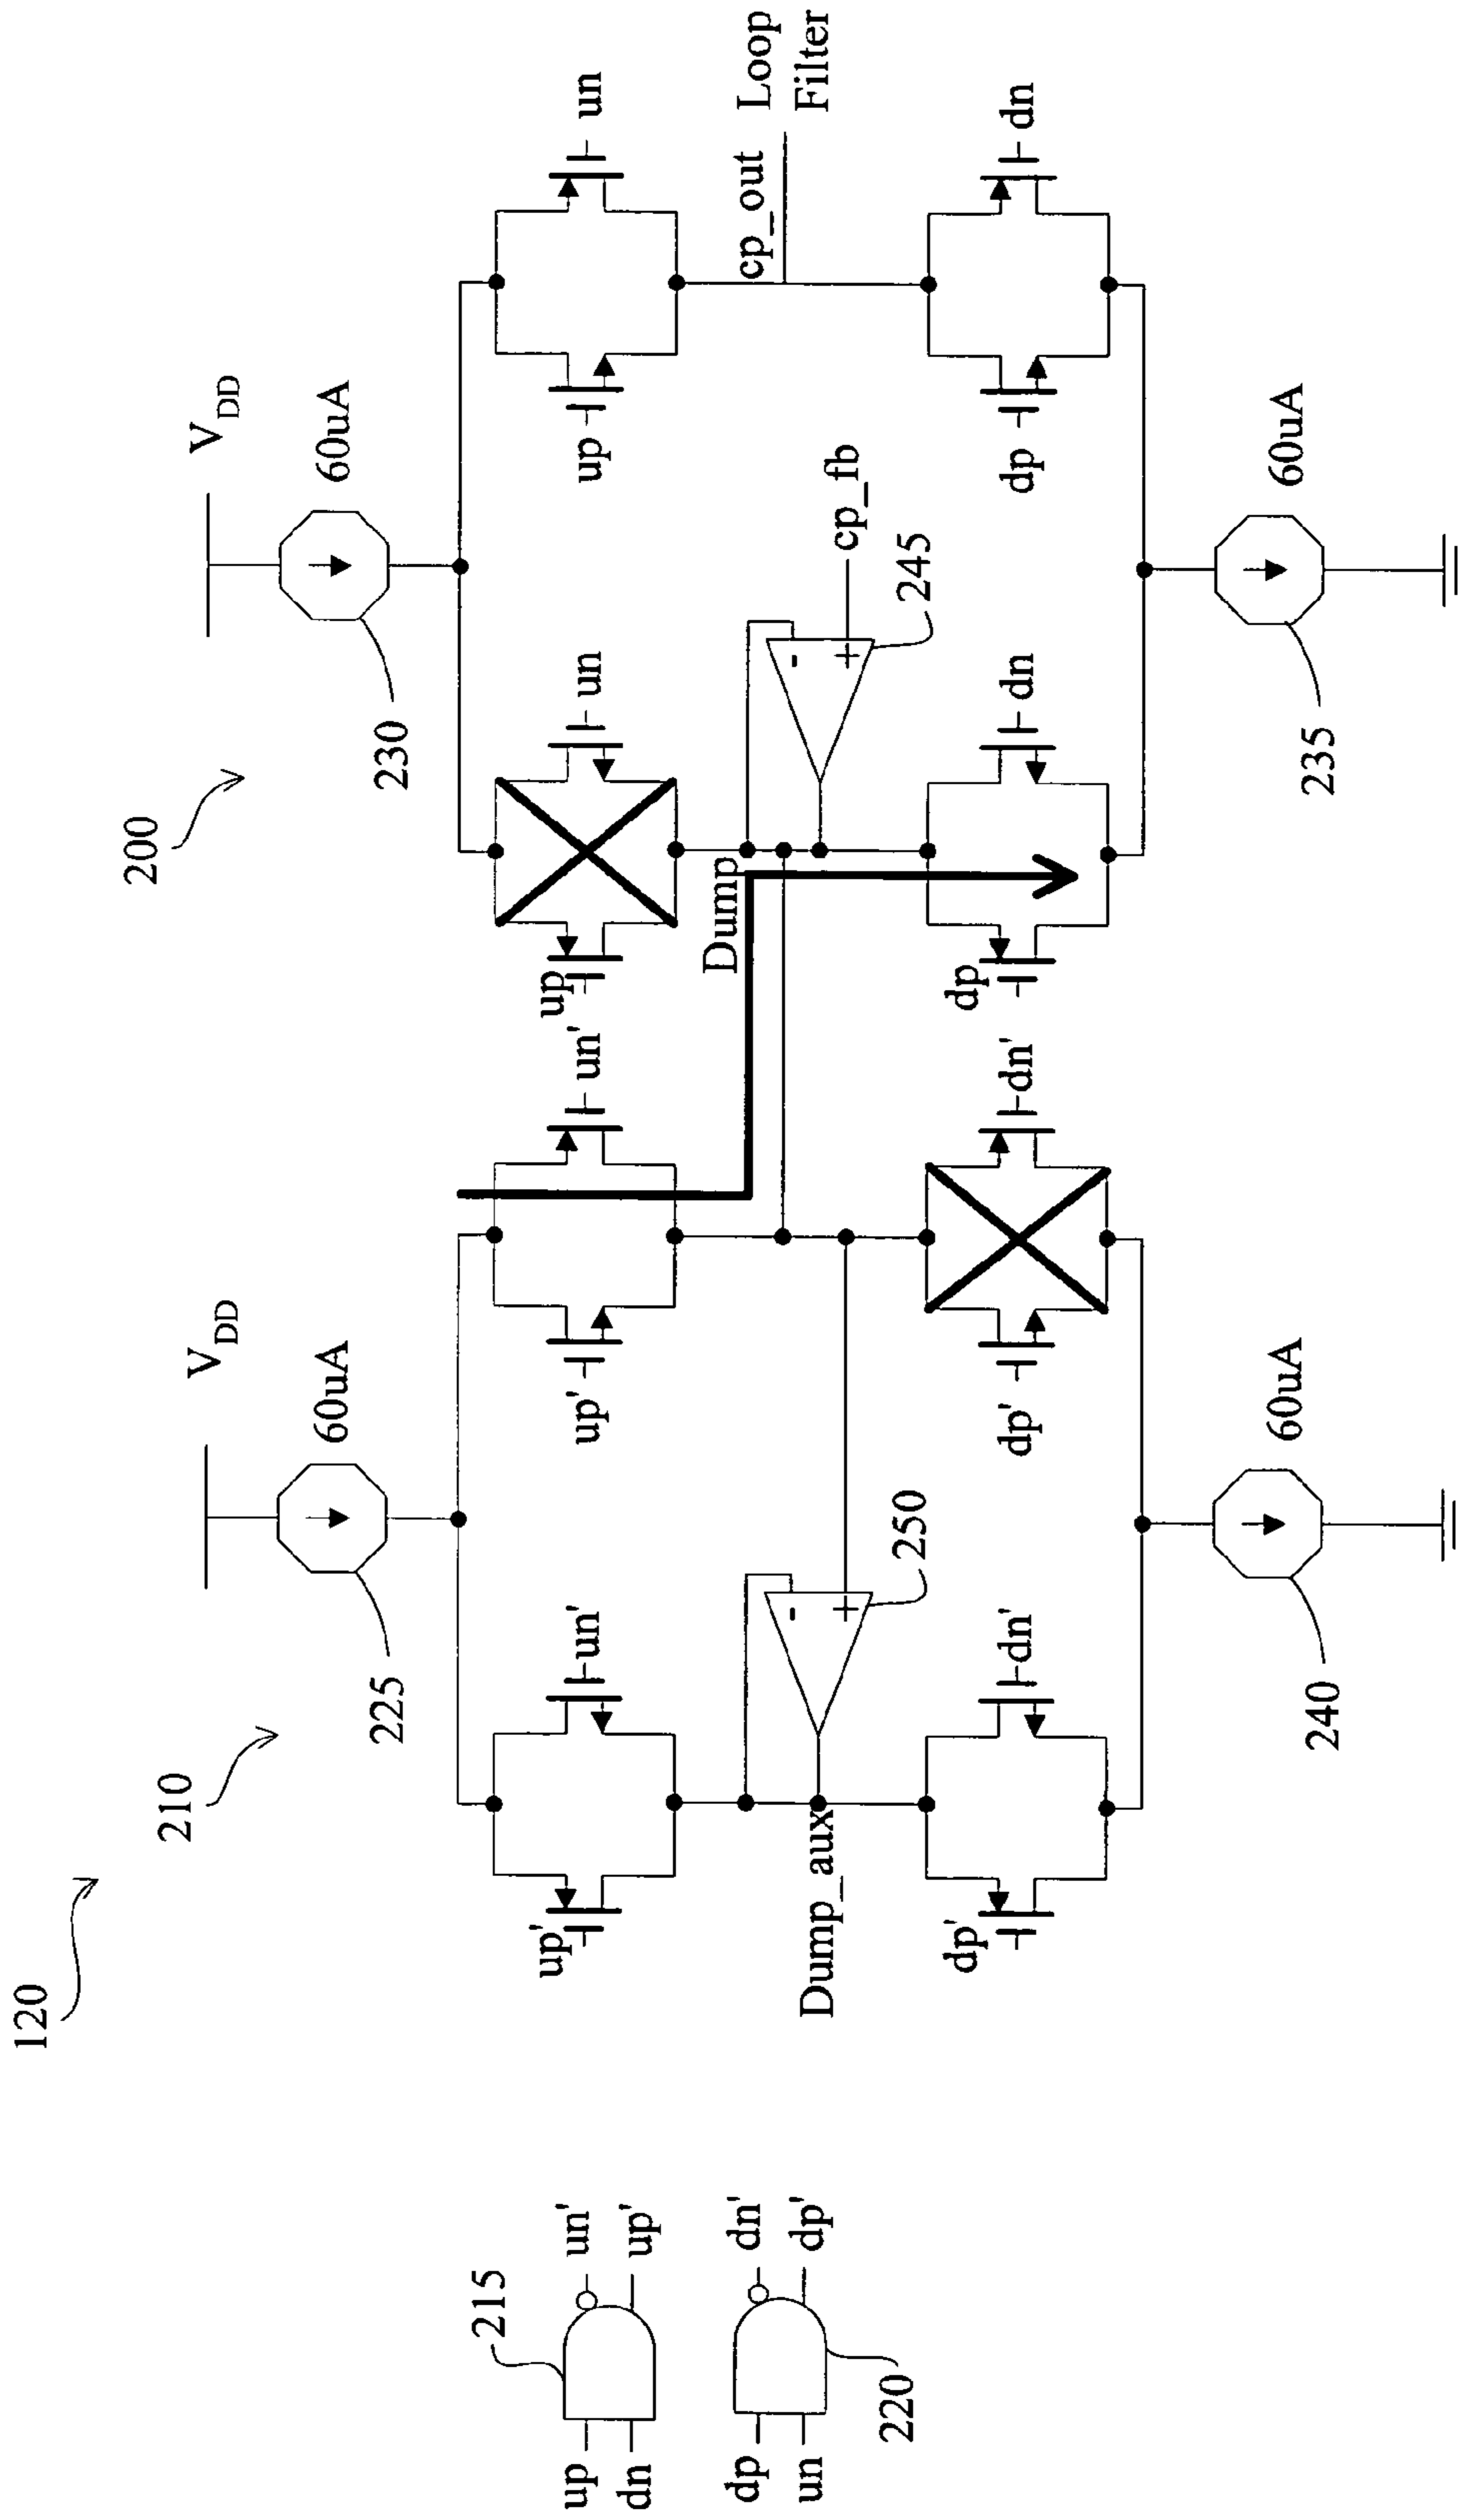 120
210
200
V_DD
V_DD
60uA
60uA
225
230
215
up
dn
un'
up'
up'
un'
up'
un'
up
un
up
un
Dump
cp_out
Loop
Filter
dp
un
dn'
dp'
220
Dump_aux
250
cp_fb
245
dp'
dn'
dp'
dn'
dp
dn
dp
dn
60uA
60uA
240
235